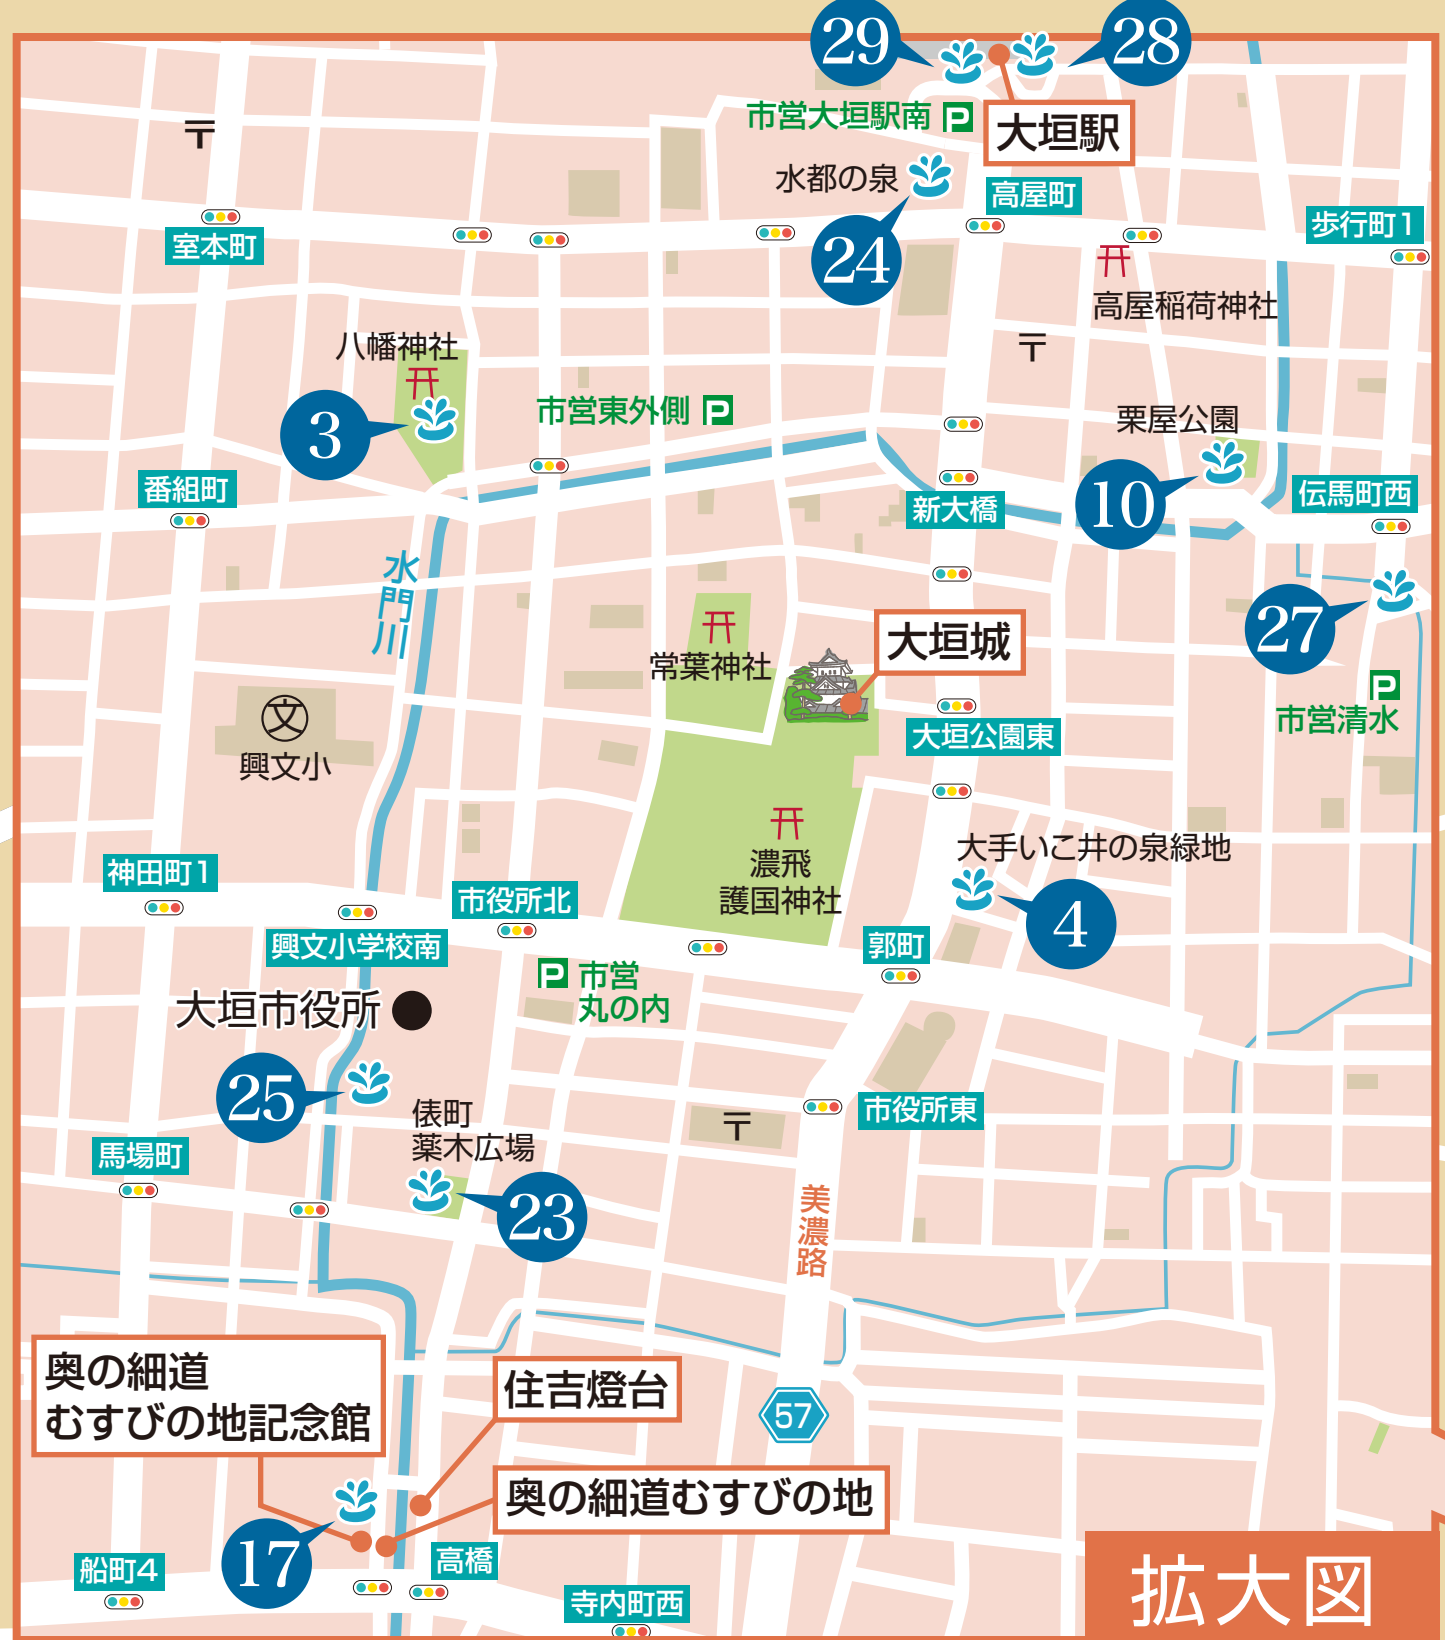 29
28
市営大垣駅南 P
大垣駅
〒
水都の泉
高屋町
歩行町1
室本町
24
高屋稲荷神社
八幡神社
〒
3
市営東外側 P
栗屋公園
番組町
10
伝馬町西
新大橋
水門川
27
大垣城
常葉神社
P
市営清水
文
興文小
大垣公園東
濃飛
護国神社
大手いこ井の泉緑地
神田町1
市役所北
4
興文小学校南
郭町
P 市営
丸の内
大垣市役所
25
俵町
薬木広場
市役所東
〒
馬場町
23
美濃路
奥の細道
むすびの地記念館
住吉燈台
57
奥の細道むすびの地
17
船町4
高橋
寺内町西
拡大図